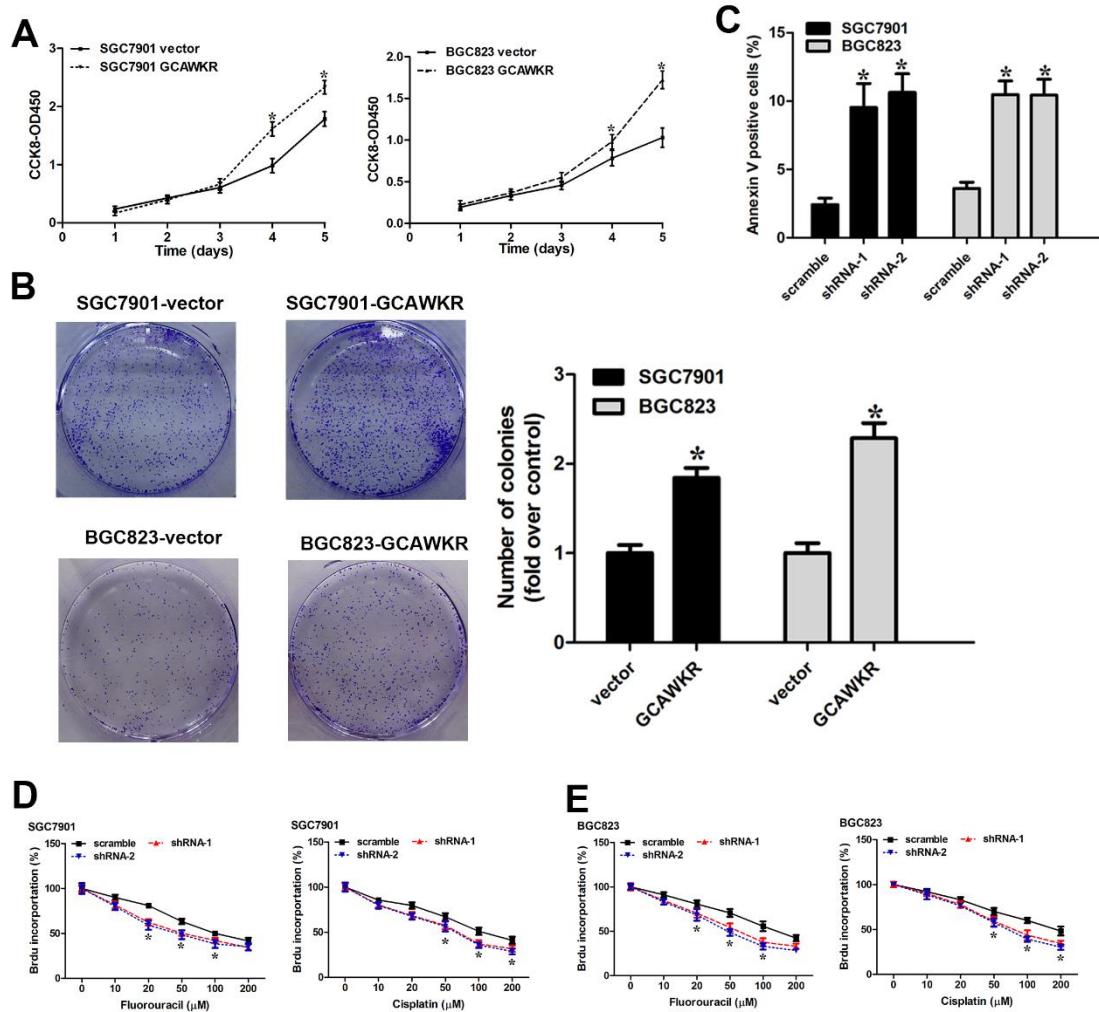 A
SGC7901 vector
SGC7901 GCAWKR
CCK8-OD450
3
2
1
0
0 1 2 3 4 5
Time (days)
* *
BGC823 vector
BGC823 GCAWKR
CCK8-OD450
2.0
1.5
1.0
0.5
0.0
0 1 2 3 4 5
Time (days)
* *
C
SGC7901
BGC823
Annexin V positive cells (%)
15
10
5
0
* * * *
scramble shRNA-1 shRNA-2 scramble shRNA-1 shRNA-2
B
SGC7901-vector SGC7901-GCAWKR
BGC823-vector BGC823-GCAWKR
SGC7901
BGC823
Number of colonies
(fold over control)
3
2
1
0
* *
vector GCAWKR vector GCAWKR
D
SGC7901
scramble shRNA-1
shRNA-2
Brdu incorportation (%)
150
100
50
0
* * *
0 10 20 50 100 200
Fluorouracil (μM)
SGC7901
scramble shRNA-1
shRNA-2
Brdu incorportation (%)
150
100
50
0
* * *
0 10 20 50 100 200
Cisplatin (μM)
E
BGC823
scramble shRNA-1
shRNA-2
Brdu incorportation (%)
150
100
50
0
* * *
0 10 20 50 100 200
Fluorouracil (μM)
BGC823
scramble shRNA-1
shRNA-2
Brdu incorportation (%)
150
100
50
0
* * *
0 10 20 50 100 200
Cisplatin (μM)